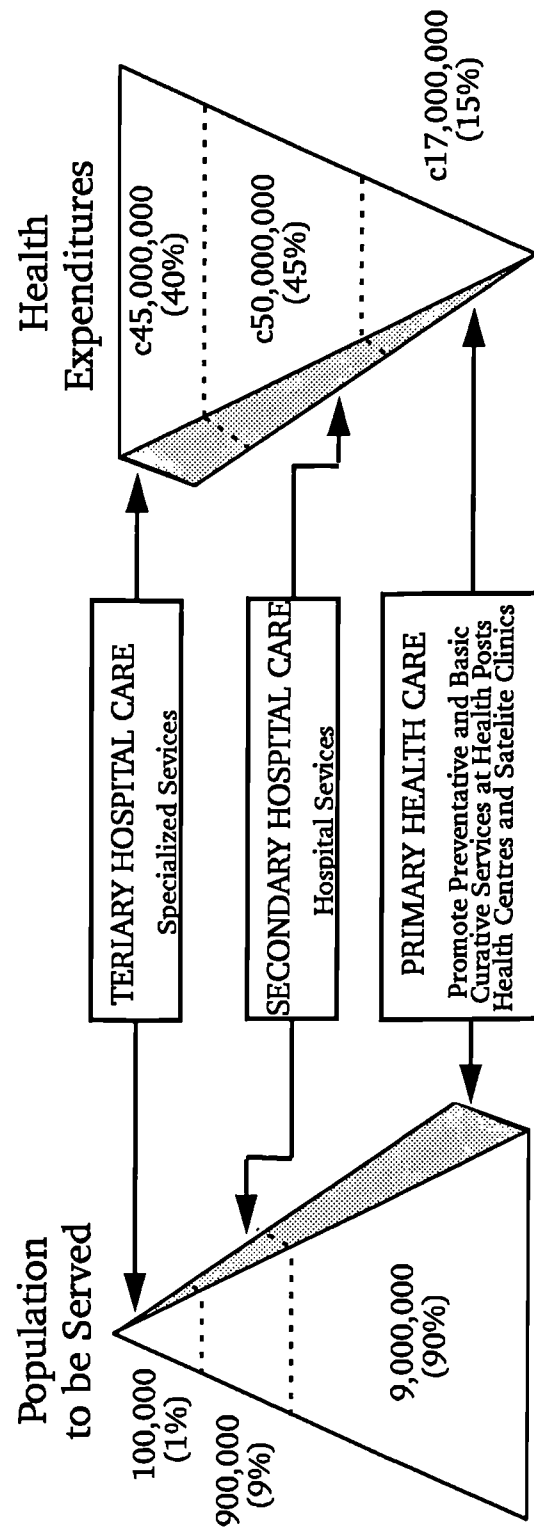 Population
to be Served
100,000
(1%)
900,000
(9%)
9,000,000
(90%)
TERIARY HOSPITAL CARE
Specialized Sevices
SECONDARY HOSPITAL CARE
Hospital Sevices
PRIMARY HEALTH CARE
Promote Preventative and Basic
Curative Services at Health Posts
Health Centres and Satelite Clinics
Health
Expenditures
c45,000,000
(40%)
c50,000,000
(45%)
c17,000,000
(15%)